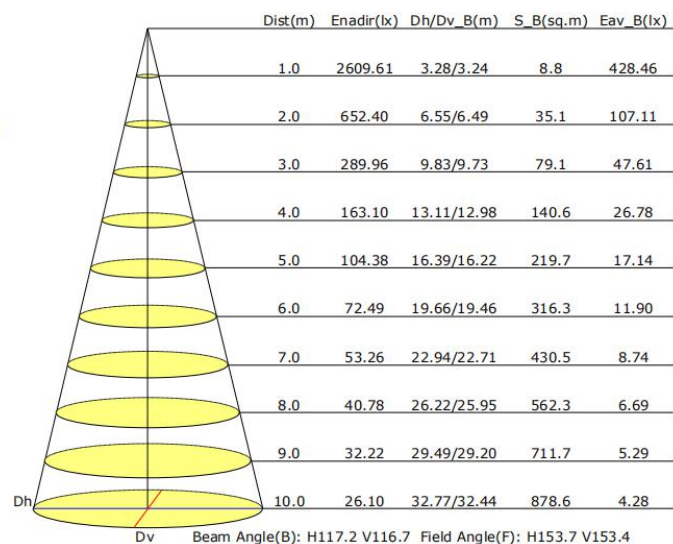 Dist(m) Enadir(lx) Dh/Dv_B(m) S_B(sq.m) Eav_B(lx)
1.0 2609.61 3.28/3.24 8.8 428.46
2.0 652.40 6.55/6.49 35.1 107.11
3.0 289.96 9.83/9.73 79.1 47.61
4.0 163.10 13.11/12.98 140.6 26.78
5.0 104.38 16.39/16.22 219.7 17.14
6.0 72.49 19.66/19.46 316.3 11.90
7.0 53.26 22.94/22.71 430.5 8.74
8.0 40.78 26.22/25.95 562.3 6.69
9.0 32.22 29.49/29.20 711.7 5.29
Dh 10.0 26.10 32.77/32.44 878.6 4.28
Dv Beam Angle(B): H117.2 V116.7 Field Angle(F): H153.7 V153.4